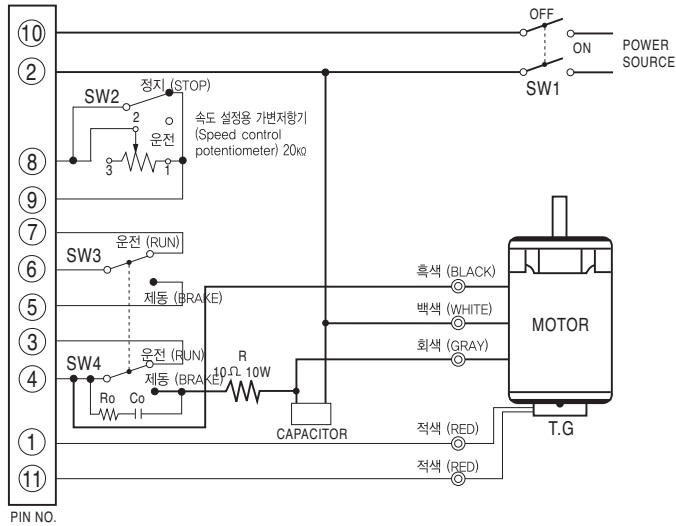 10
OFF
ON
POWER
SOURCE
2
SW1
정지 (STOP)
SW2
2
운전
속도 설정용 가변저항기
(Speed control
potentiometer) 20㏀
8
3
1
9
7
운전 (RUN)
SW3
6
흑색 (BLACK)
제동 (BRAKE)
5
백색 (WHITE)
MOTOR
3
운전 (RUN)
회색 (GRAY)
SW4
R
10Ω 10W
4
제동 (BRAKE)
Ro Co
CAPACITOR
적색 (RED)
T.G
1
적색 (RED)
11
PIN NO.